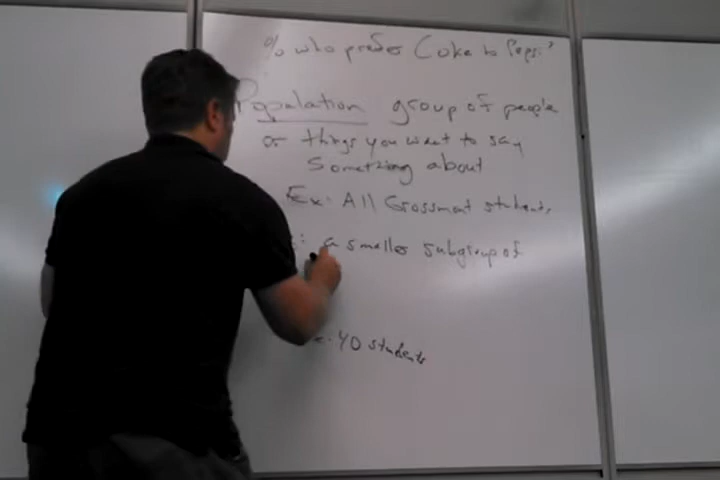 % who prefer Coke to Pepsi?
Population group of people
or things you want to say
something about
Ex: All Grossmont students
: a smaller subgroup of
40 students